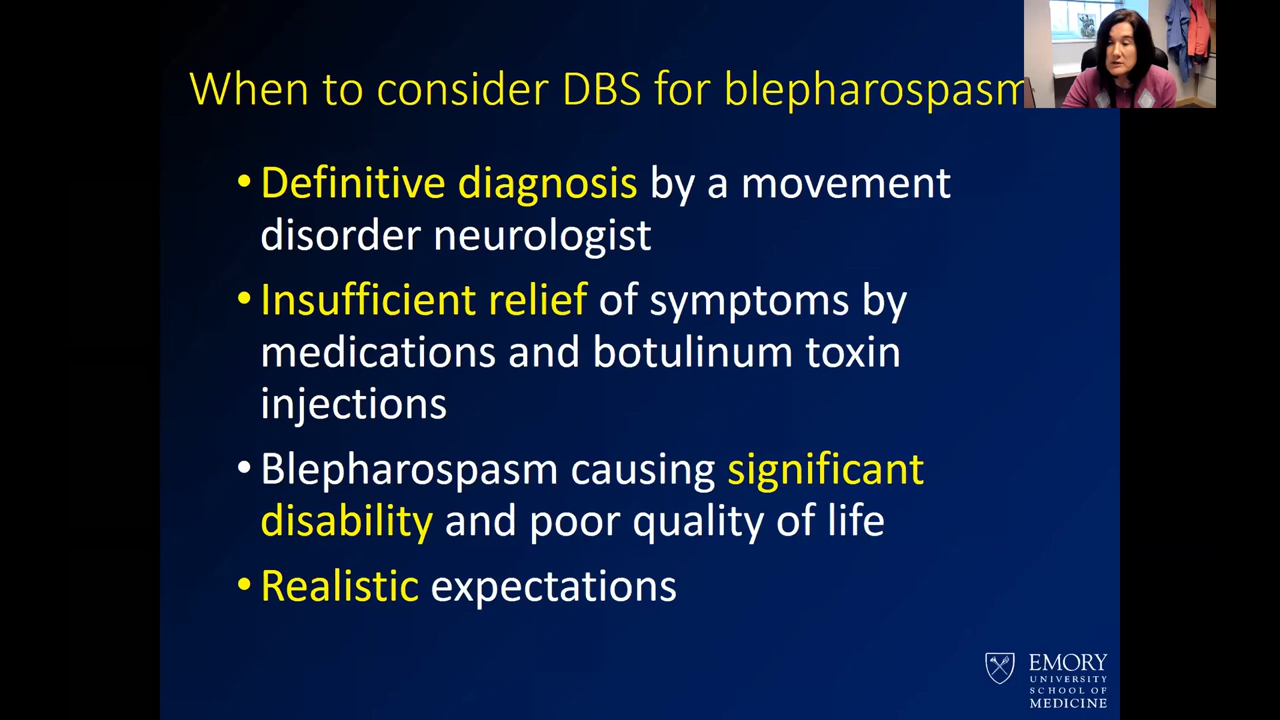 When to consider DBS for blepharospasm
•Definitive diagnosis by a movement
disorder neurologist
•Insufficient relief of symptoms by
medications and botulinum toxin
injections
•Blepharospasm causing significant
disability and poor quality of life
•Realistic expectations
EMORY
UNIVERSITY
SCHOOL OF
MEDICINE